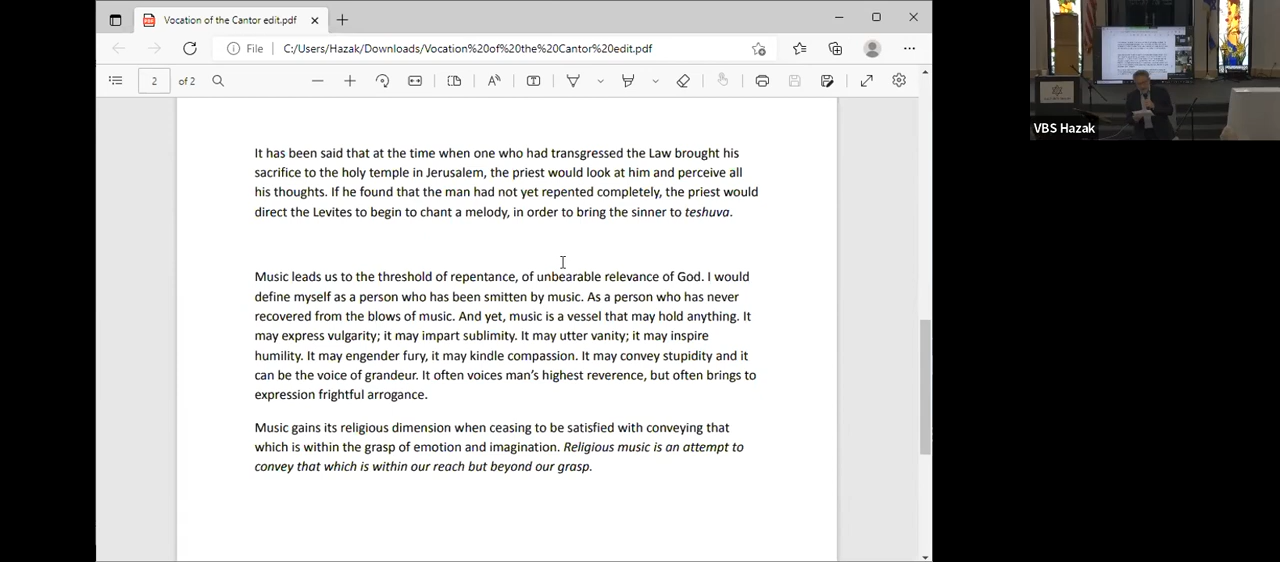 Vocation of the Cantor edit.pdf
File C:/Users/Hazak/Downloads/Vocation%20of%20the%20Cantor%20edit.pdf
2 of 2
It has been said that at the time when one who had transgressed the Law brought his
sacrifice to the holy temple in Jerusalem, the priest would look at him and perceive all
his thoughts. If he found that the man had not yet repented completely, the priest would
direct the Levites to begin to chant a melody, in order to bring the sinner to teshuva.
Music leads us to the threshold of repentance, of unbearable relevance of God. I would
define myself as a person who has been smitten by music. As a person who has never
recovered from the blows of music. And yet, music is a vessel that may hold anything. It
may express vulgarity; it may impart sublimity. It may utter vanity; it may inspire
humility. It may engender fury, it may kindle compassion. It may convey stupidity and it
can be the voice of grandeur. It often voices man’s highest reverence, but often brings to
expression frightful arrogance.
Music gains its religious dimension when ceasing to be satisfied with conveying that
which is within the grasp of emotion and imagination. Religious music is an attempt to
convey that which is within our reach but beyond our grasp.
VBS Hazak